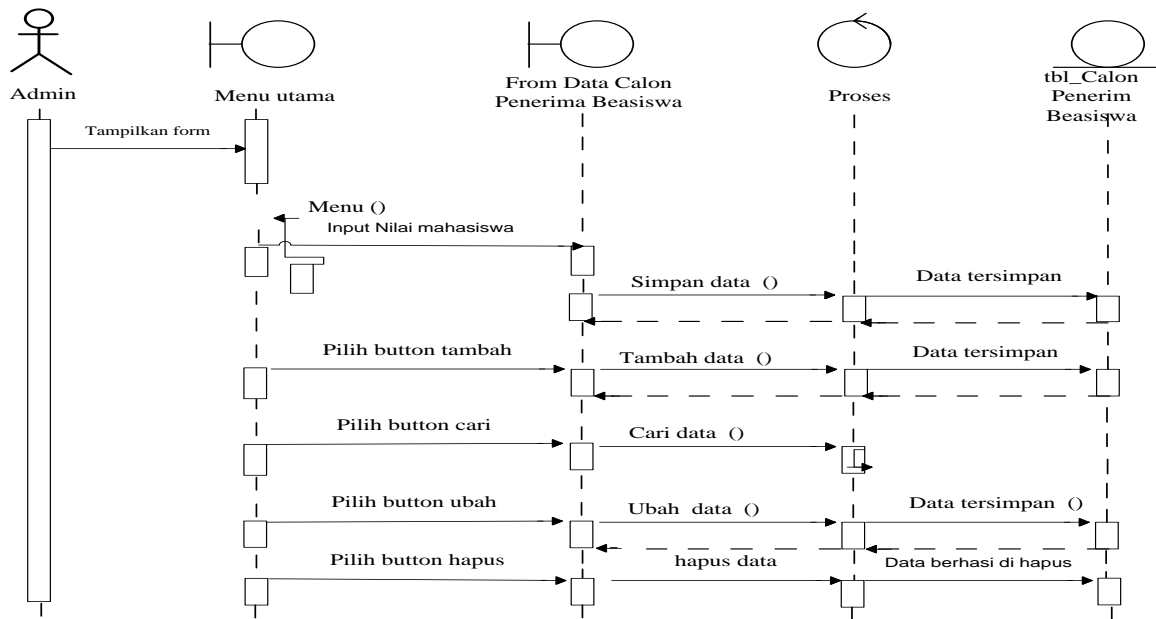 Admin
Menu utama
From Data Calon
Penerima Beasiswa
Proses
tbl_Calon
Penerim
Beasiswa
Tampilkan form
Menu ()
Input Nilai mahasiswa
Simpan data ()
Data tersimpan
Pilih button tambah
Tambah data ()
Data tersimpan
Pilih button cari
Cari data ()
Pilih button ubah
Ubah data ()
Data tersimpan ()
Pilih button hapus
hapus data
Data berhasi di hapus